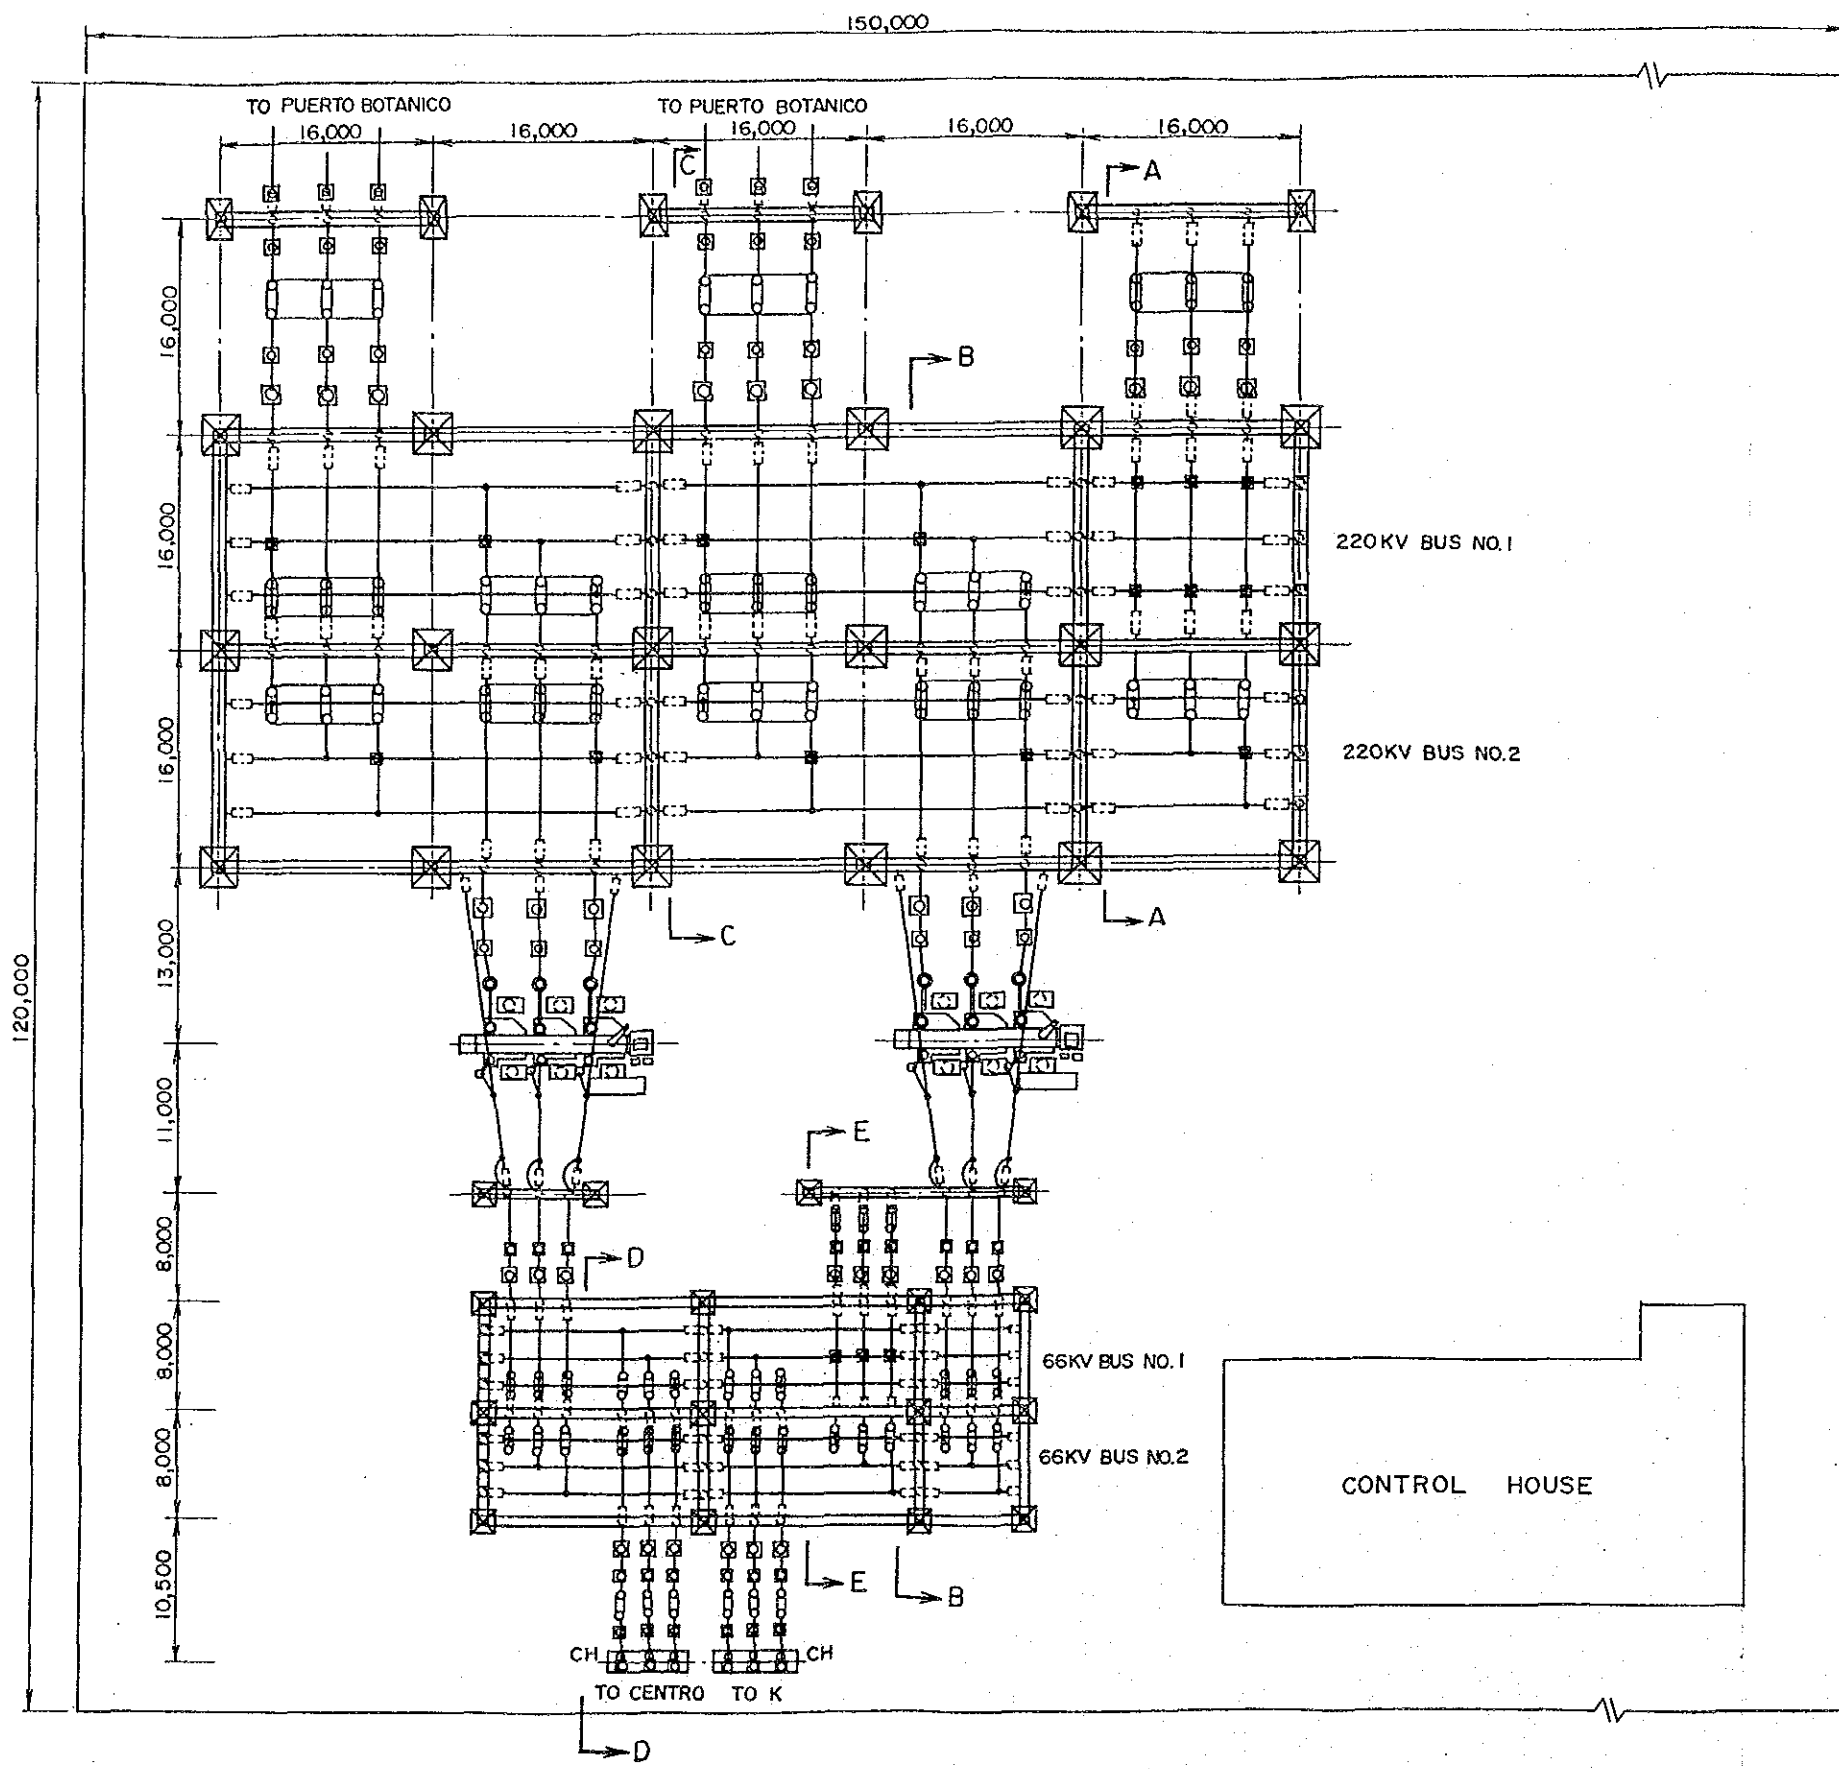 150,000
TO PUERTO BOTANICO
TO PUERTO BOTANICO
16,000
16,000
16,000
16,000
16,000
C
A
16,000
B
16,000
220KV BUS NO.1
16,000
220KV BUS NO.2
C
A
13,000
120,000
11,000
E
8,000
D
8,000
66KV BUS NO.1
8,000
66KV BUS NO.2
CONTROL HOUSE
10,500
E
B
CH
CH
TO CENTRO
TO K
D